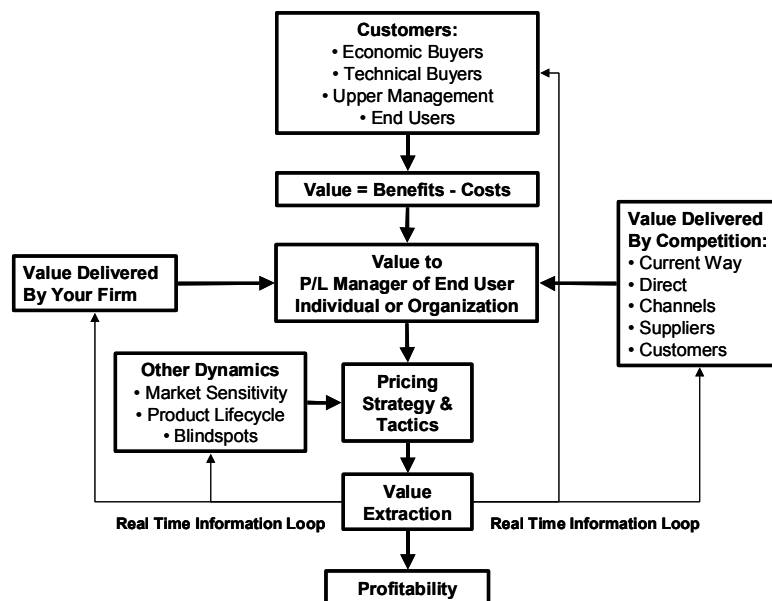 Customers:
• Economic Buyers
• Technical Buyers
• Upper Management
• End Users
Value = Benefits - Costs
Value Delivered
By Your Firm
Value to
P/L Manager of End User
Individual or Organization
Value Delivered
By Competition:
• Current Way
• Direct
• Channels
• Suppliers
• Customers
Other Dynamics
• Market Sensitivity
• Product Lifecycle
• Blindspots
Pricing
Strategy &
Tactics
Value
Extraction
Real Time Information Loop
Real Time Information Loop
Profitability